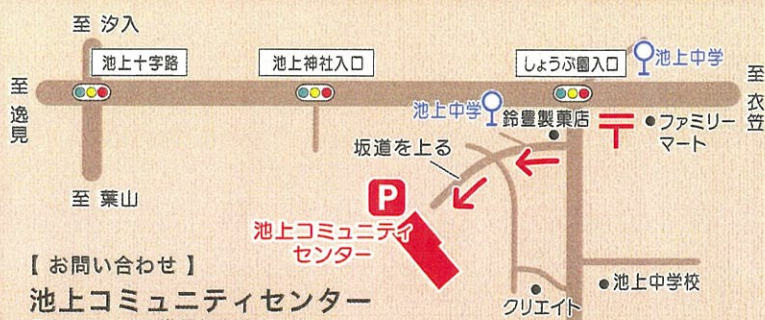 至 汐入
池上十字路
池上神社入口
しょうぶ園入口
池上中学
至 逸見
至 衣笠
池上中学
鈴豊製菓店
〒
ファミリー
マート
坂道を上る
至 葉山
P
池上コミュニティ
センター
【 お問い合わせ 】
池上コミュニティセンター
池上中学校
クリエイト